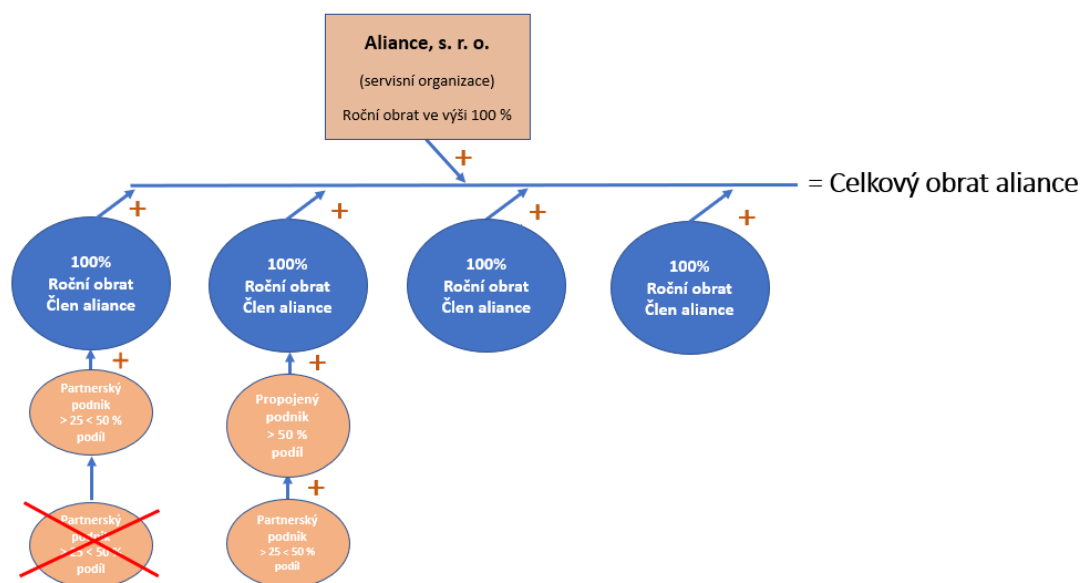 Aliance, s. r. o.
(servisní organizace)
Roční obrat ve výši 100 %
+
= Celkový obrat aliance
+
+
+
+
100%
Roční obrat
Člen aliance
100%
Roční obrat
Člen aliance
100%
Roční obrat
Člen aliance
100%
Roční obrat
Člen aliance
+
+
Partnerský
podnik
> 25 < 50 %
podíl
Propojený
podnik
> 50 %
podíl
+
Partnerský
podnik
> 25 < 50 %
podíl
Partnerský
podnik
> 25 < 50%
podíl